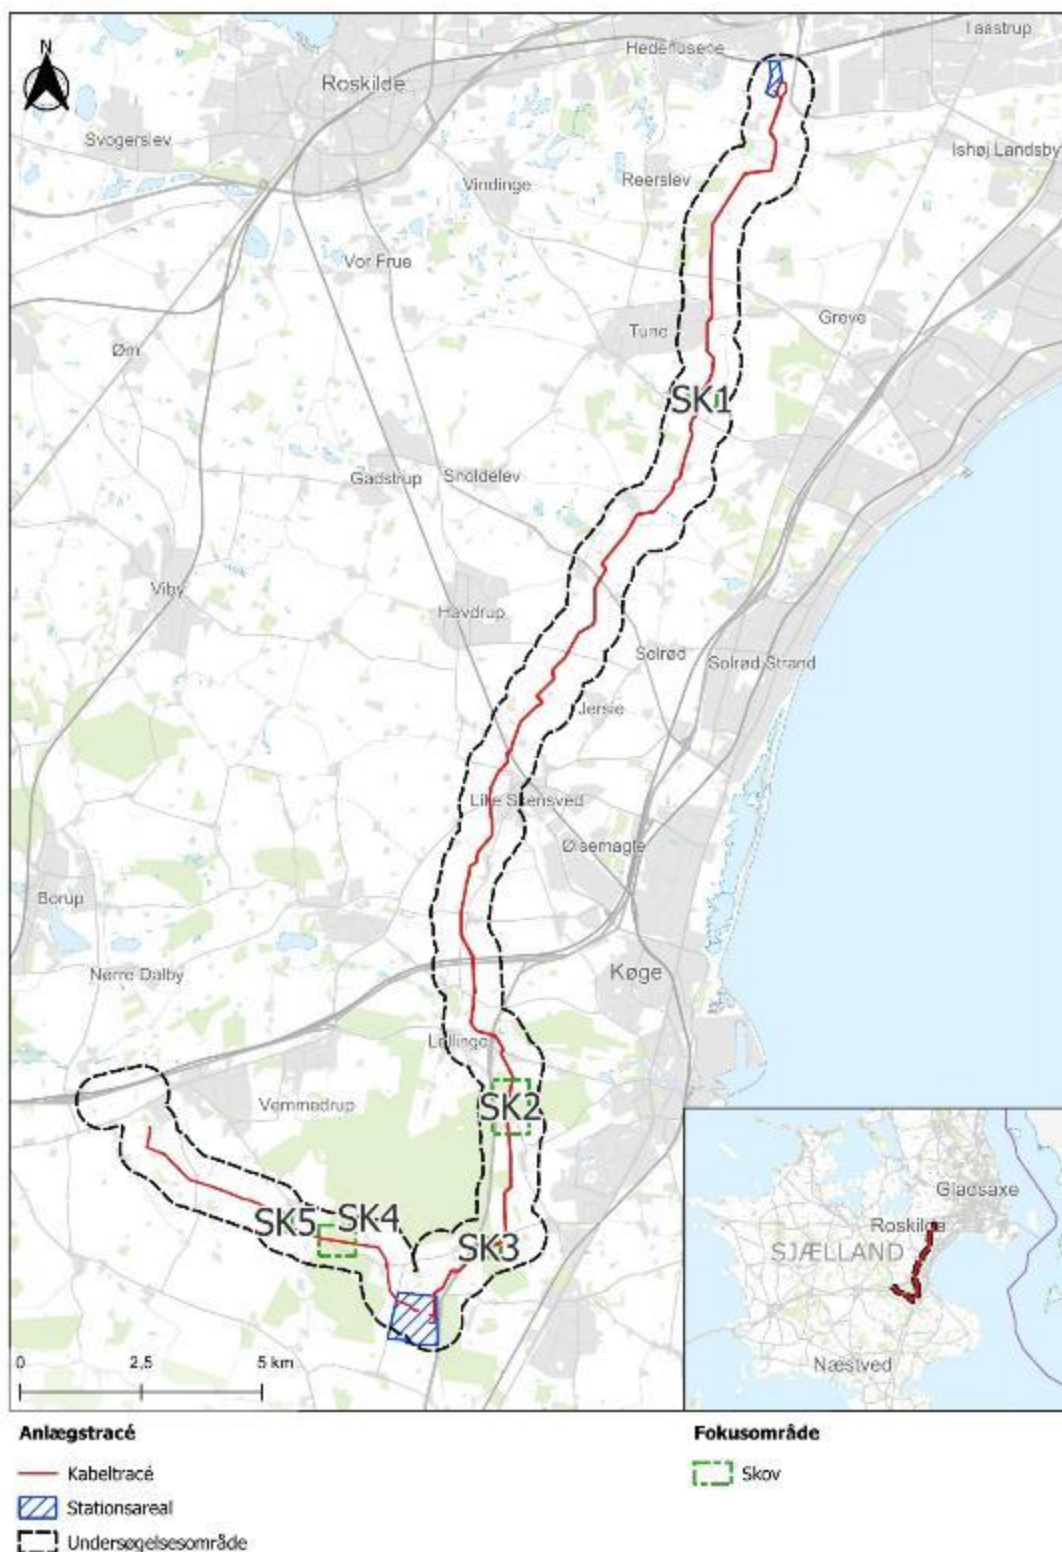 N
Hedehusene
Taastrup
Roskilde
Svogerslev
Ishøj Landsby
Vindinge
Reerslev
Vor Frue
Tune
Greve
Øm
SK1
Gadstrup
Snoldelev
Viby
Havdrup
Solrød
Solrød Strand
Jersie
Lille Skensved
Ølsemagle
Borup
Nørre Dalby
Køge
Lellinge
Vemmedrup
SK2
SK5
SK4
SK3
Gladsaxe
Roskilde
SJÆLLAND
Næstved
0
2,5
5 km
Anlægstracé
Kabeltracé
Stationsareal
Undersøgelsesområde
Fokusområde
Skov